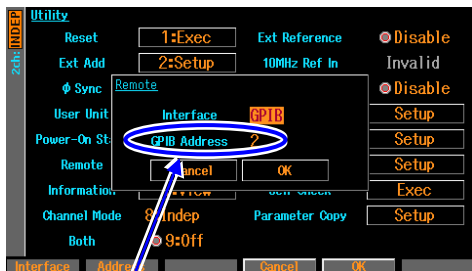 2ch: INDEP
Utility
Reset 1:Exec Ext Reference Disable
Ext Add 2:Setup 10MHz Ref In Invalid
ϕ Sync Disable
Remote
User Unit Setup
Interface GPIB
Power-On Setup
GPIB Address 2
Remote Setup
Cancel OK
Information Exec
Channel Mode 8:Indep Parameter Copy Setup
Both 9:Off
Interface Address Cancel OK